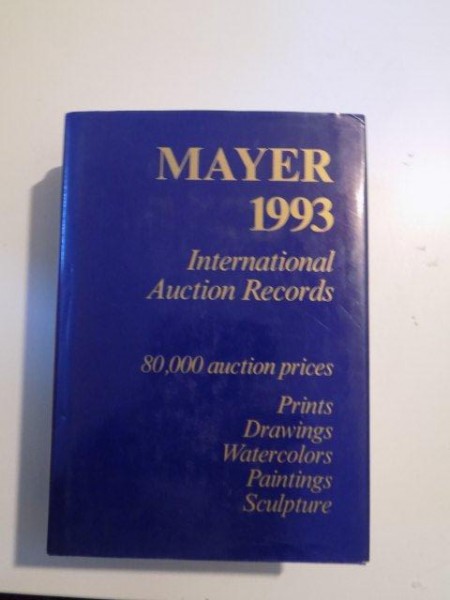 MAYER
1993
International
Auction Records
80,000 auction prices
Prints
Drawings
Watercolors
Paintings
Sculpture